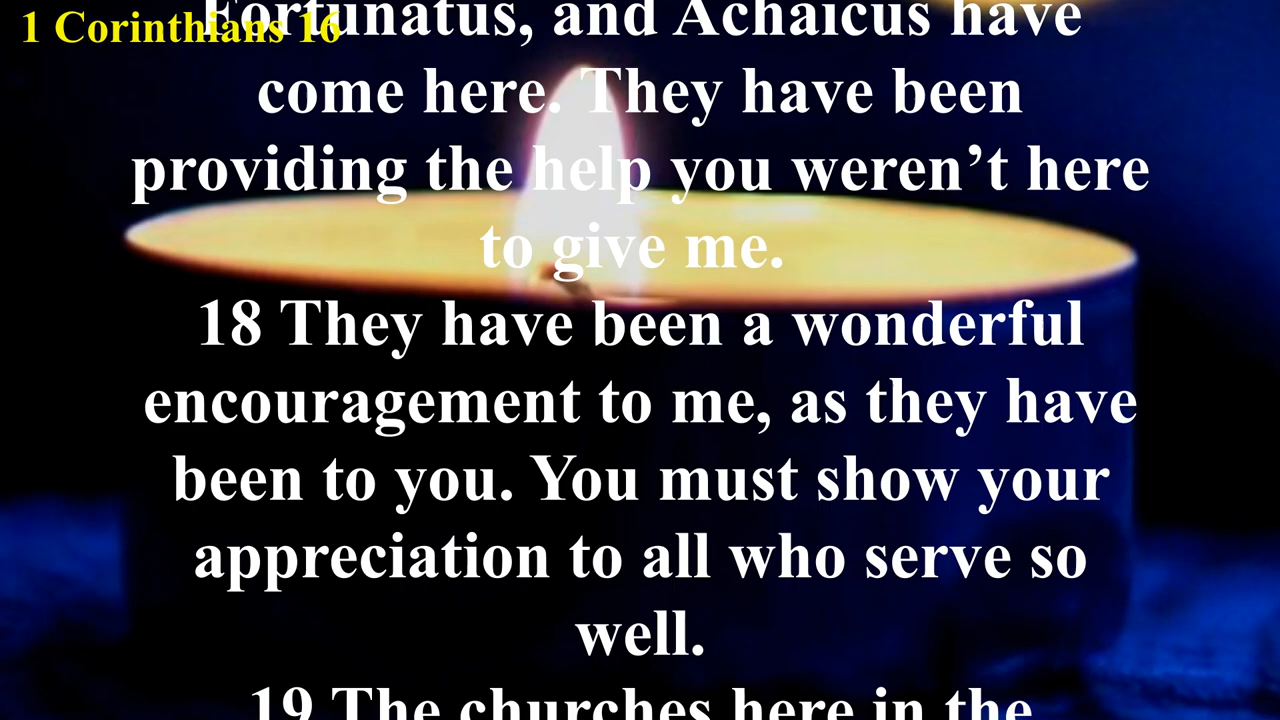 1 Corinthians 16
Fortunatus, and Achaicus have
come here. They have been
providing the help you weren’t here
to give me.
18 They have been a wonderful
encouragement to me, as they have
been to you. You must show your
appreciation to all who serve so
well.
19 The churches here in the